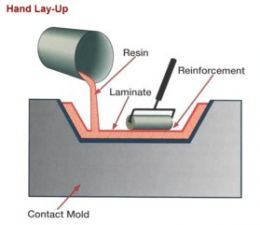 Hand Lay-Up
Resin
Reinforcement
Laminate
Contact Mold